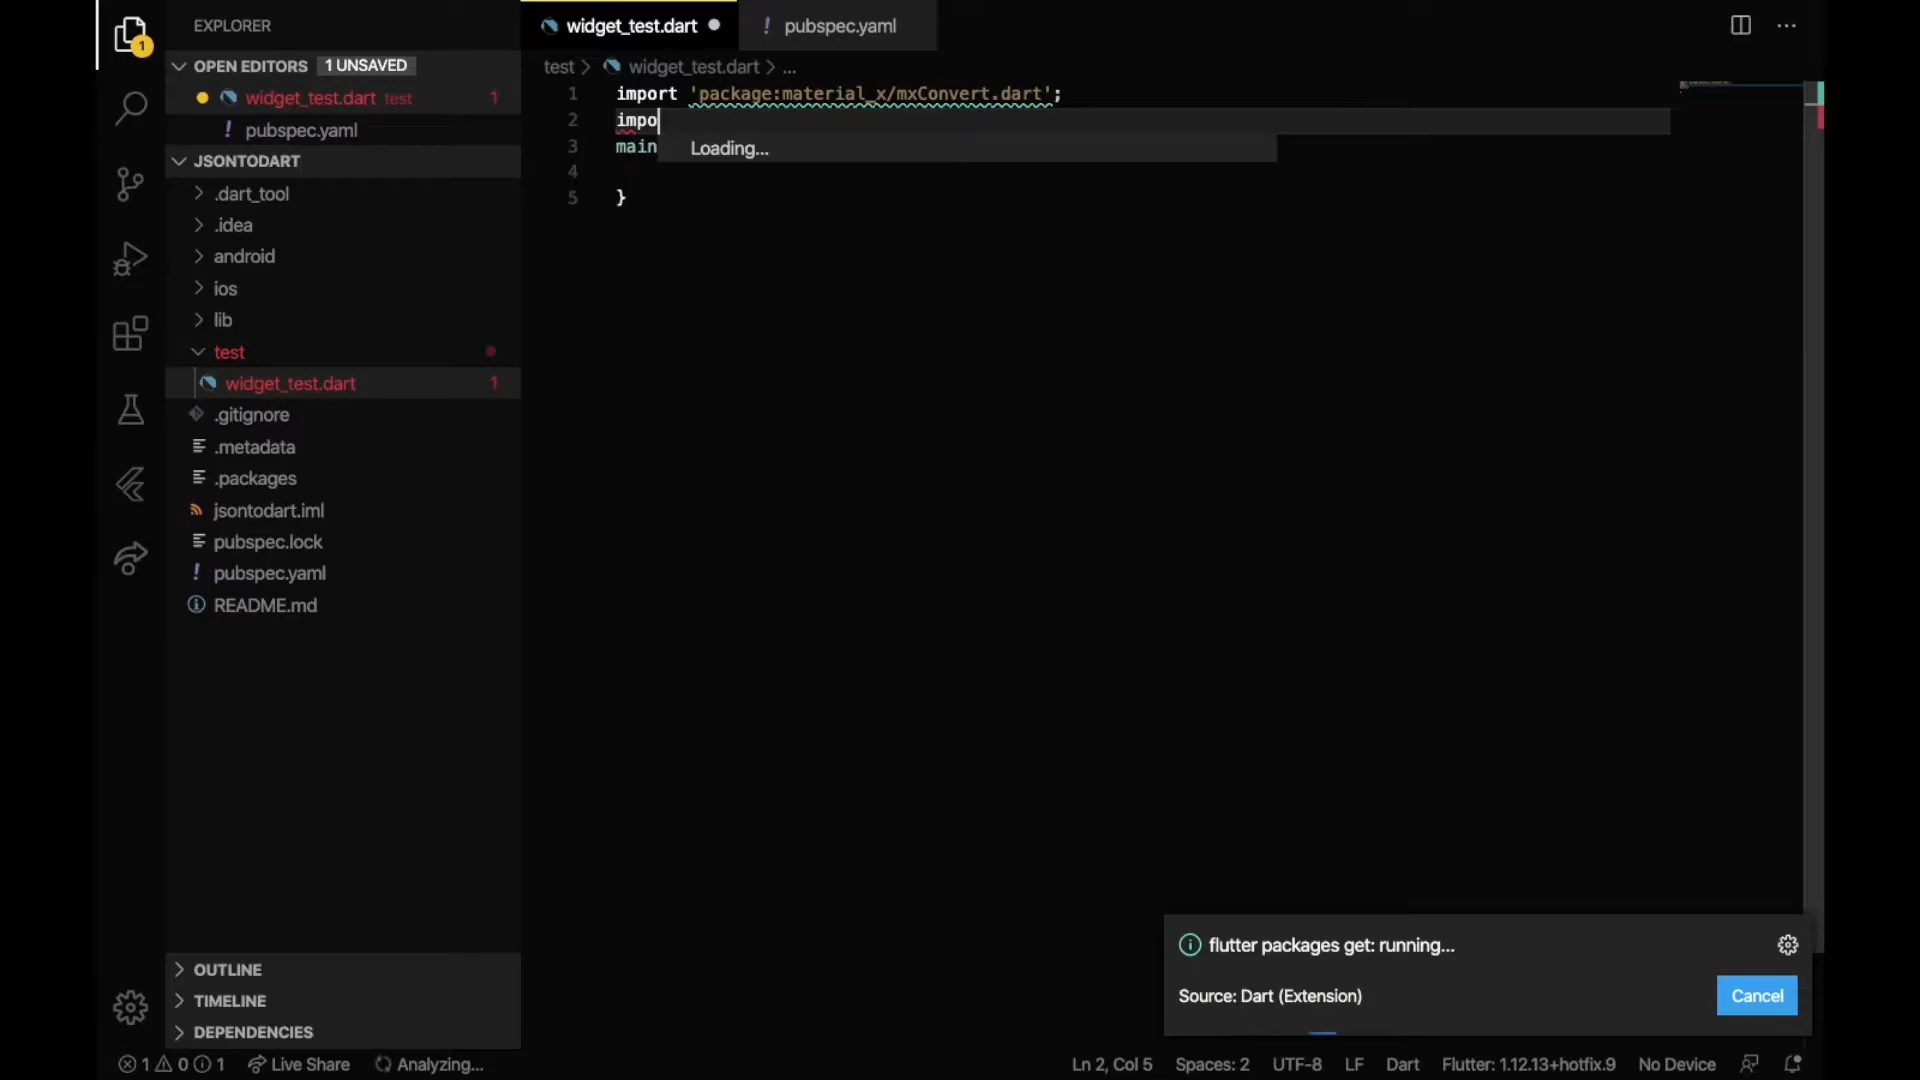 EXPLORER
OPEN EDITORS 1 UNSAVED
widget_test.dart test 1
! pubspec.yaml
JSONTODART
.dart_tool
.idea
android
ios
lib
test
widget_test.dart 1
.gitignore
.metadata
.packages
jsontodart.iml
pubspec.lock
! pubspec.yaml
README.md
OUTLINE
TIMELINE
DEPENDENCIES
1
widget_test.dart
! pubspec.yaml
test > widget_test.dart > ...
1 import 'package:material_x/mxConvert.dart';
2 impo
3 main
Loading...
4
5 }
flutter packages get: running...
Source: Dart (Extension)
Cancel
1 0 1 Live Share Analyzing...
Ln 2, Col 5 Spaces: 2 UTF-8 LF Dart Flutter: 1.12.13+hotfix.9 No Device